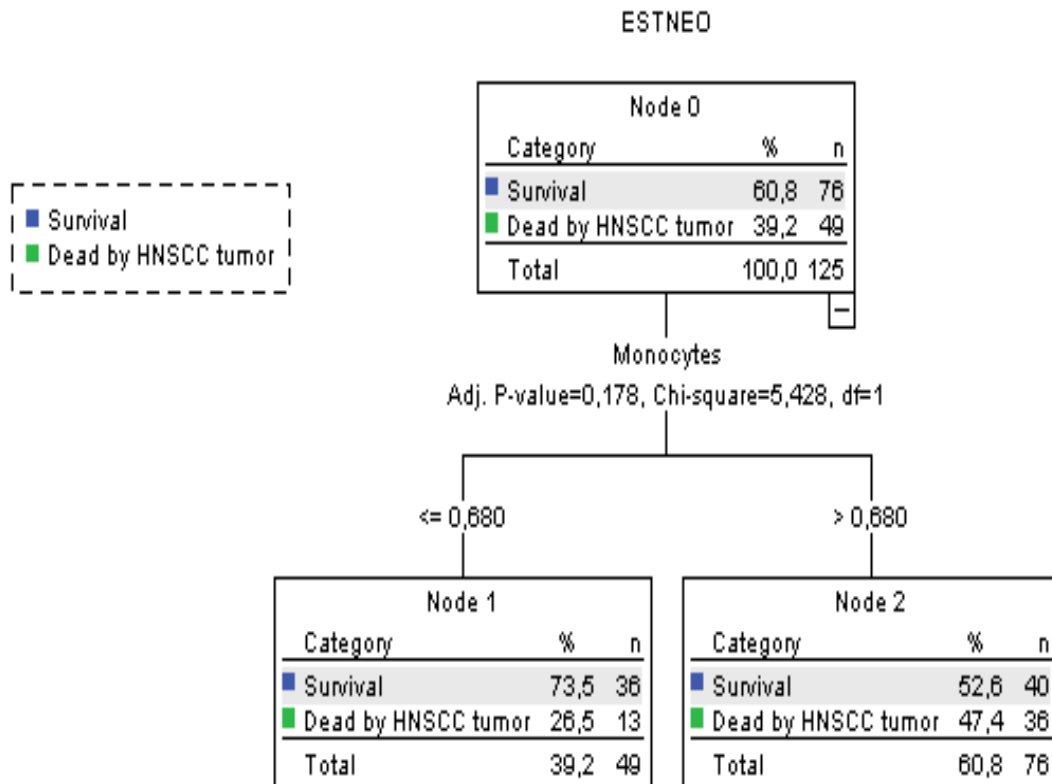 ESTNEO
Node 0
Category % n
Survival 60,8 76
Dead by HNSCC tumor 39,2 49
Total 100,0 125
Survival
Dead by HNSCC tumor
Monocytes
Adj. P-value=0,178, Chi-square=5,428, df=1
<= 0,680
> 0,680
Node 1
Category % n
Survival 73,5 36
Dead by HNSCC tumor 26,5 13
Total 39,2 49
Node 2
Category % n
Survival 52,6 40
Dead by HNSCC tumor 47,4 36
Total 60,8 76